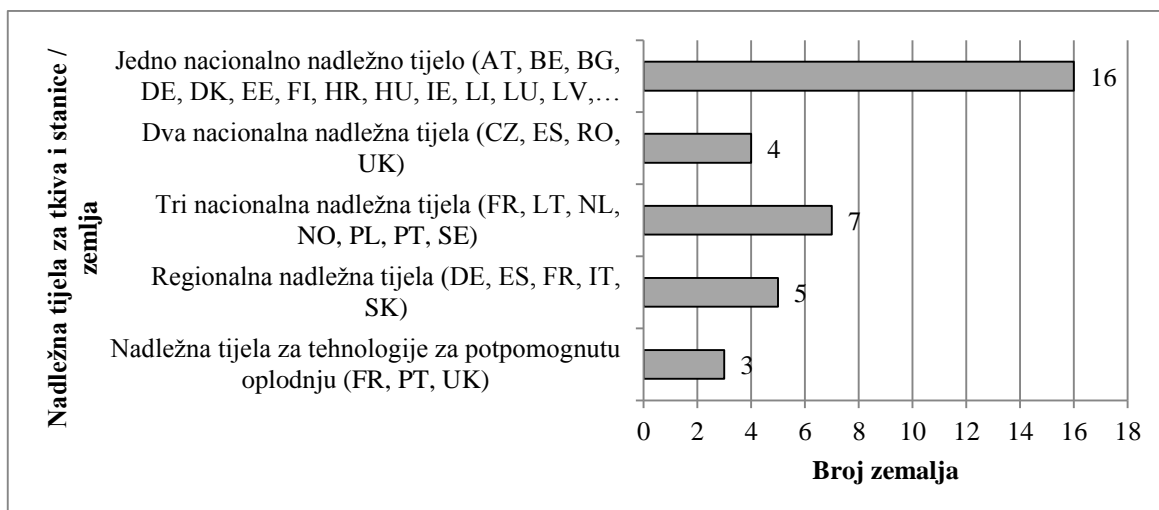 Nadležna tijela za tkiva i stanice /
zemlja
Jedno nacionalno nadležno tijelo (AT, BE, BG,
DE, DK, EE, FI, HR, HU, IE, LI, LU, LV,…
16
Dva nacionalna nadležna tijela (CZ, ES, RO,
UK)
4
Tri nacionalna nadležna tijela (FR, LT, NL,
NO, PL, PT, SE)
7
Regionalna nadležna tijela (DE, ES, FR, IT,
SK)
5
Nadležna tijela za tehnologije za potpomognutu
oplodnju (FR, PT, UK)
3
0 2 4 6 8 10 12 14 16 18
Broj zemalja